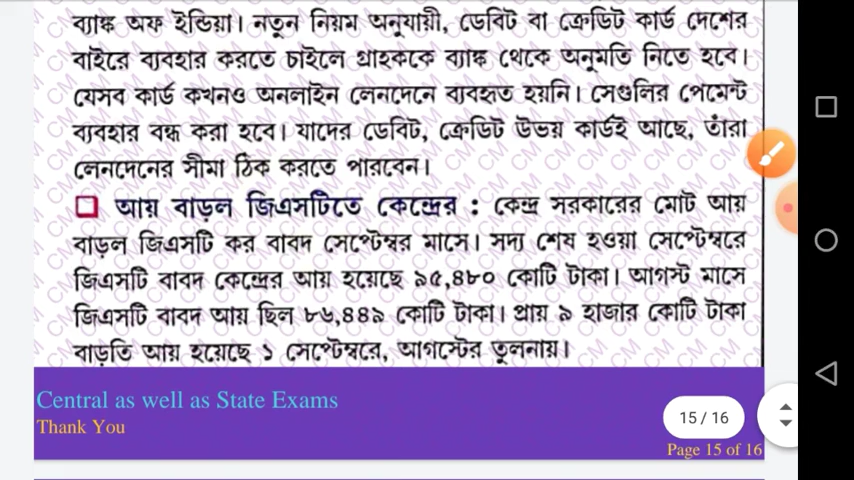 ব্যাঙ্ক অফ ইন্ডিয়া। নতুন নিয়ম অনুযায়ী, ডেবিট বা ক্রেডিট কার্ড দেশের
বাইরে ব্যবহার করতে চাইলে গ্রাহককে ব্যাঙ্ক থেকে অনুমতি নিতে হবে।
যেসব কার্ড কখনও অনলাইন লেনদেনে ব্যবহৃত হয়নি। সেগুলির পেমেন্ট
ব্যবহার বন্ধ করা হবে। যাদের ডেবিট, ক্রেডিট উভয় কার্ডই আছে, তাঁরা
লেনদেনের সীমা ঠিক করতে পারবেন।
❑ আয় বাড়ল জিএসটিতে কেন্দ্রের : কেন্দ্র সরকারের মোট আয়
বাড়ল জিএসটি কর বাবদ সেপ্টেম্বর মাসে। সদ্য শেষ হওয়া সেপ্টেম্বরে
জিএসটি বাবদ কেন্দ্রের আয় হয়েছে ৯৫,৪৮০ কোটি টাকা। আগস্ট মাসে
জিএসটি বাবদ আয় ছিল ৮৬,৪৪৯ কোটি টাকা। প্রায় ৯ হাজার কোটি টাকা
বাড়তি আয় হয়েছে ১ সেপ্টেম্বরে, আগস্টের তুলনায়।
Central as well as State Exams
Thank You
15 / 16
Page 15 of 16